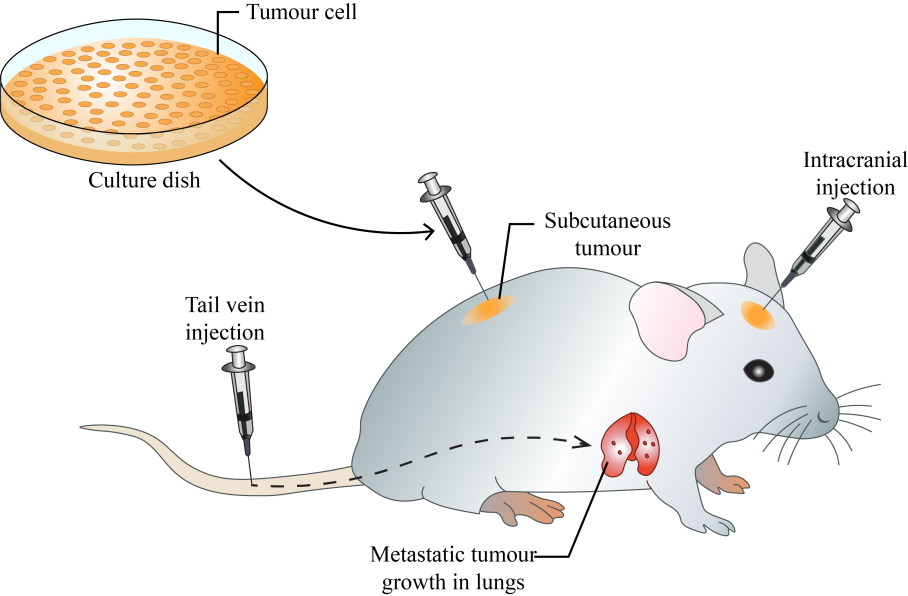 Tumour cell
Culture dish
Intracranial
injection
Subcutaneous
tumour
Tail vein
injection
Metastatic tumour
growth in lungs